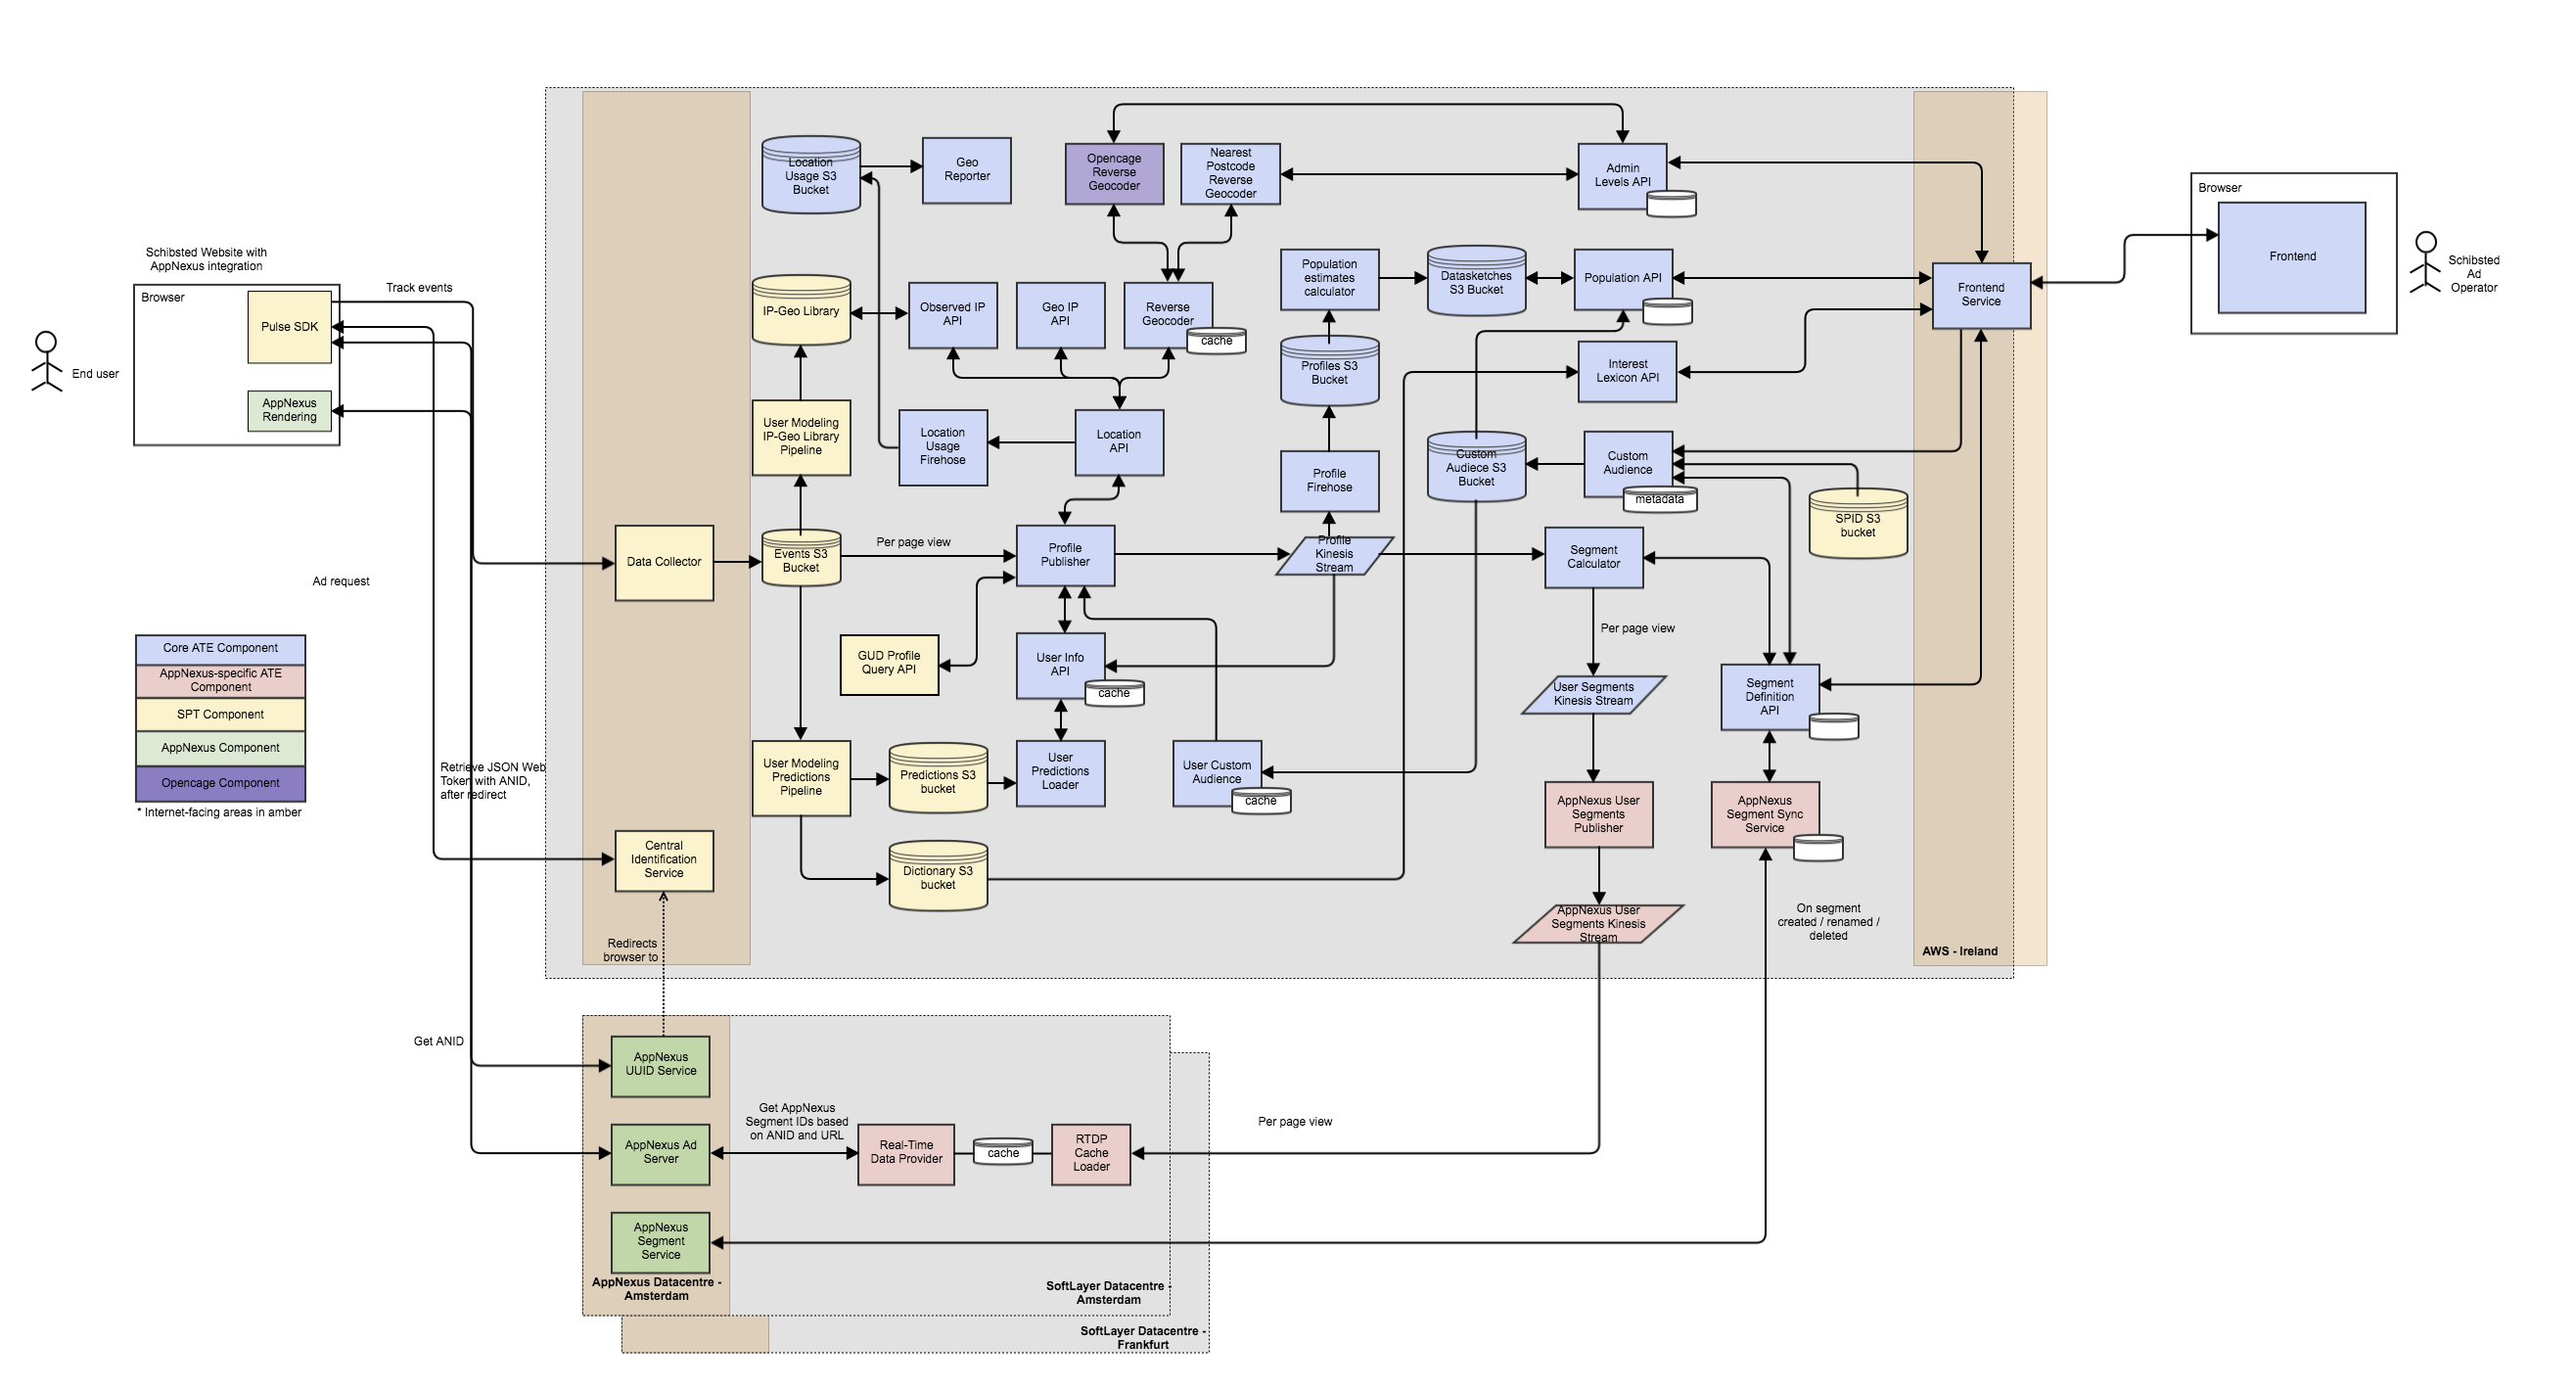 Schibsted Website with
AppNexus integration
Browser
Pulse SDK
AppNexus
Rendering
End user
Track events
Ad request
Core ATE Component
AppNexus-specific ATE
Component
SPT Component
AppNexus Component
Opencage Component
* Internet-facing areas in amber
Retrieve JSON Web
Token with ANID,
after redirect
Get ANID
Data Collector
Central
Identification
Service
Redirects
browser to
Location
Usage S3
Bucket
Geo
Reporter
Opencage
Reverse
Geocoder
Nearest
Postcode
Reverse
Geocoder
Admin
Levels API
IP-Geo Library
Observed IP
API
Geo IP
API
Reverse
Geocoder
cache
Population
estimates
calculator
Datasketches
S3 Bucket
Population API
Frontend
Service
Profiles S3
Bucket
Interest
Lexicon API
User Modeling
IP-Geo Library
Pipeline
Location
Usage
Firehose
Location
API
Profile
Firehose
Custom
Audiece S3
Bucket
Custom
Audience
metadata
SPID S3
bucket
Events S3
Bucket
Per page view
Profile
Publisher
Profile
Kinesis
Stream
Segment
Calculator
Per page view
GUD Profile
Query API
User Info
API
cache
User Segments
Kinesis Stream
Segment
Definition
API
User Modeling
Predictions
Pipeline
Predictions S3
bucket
User
Predictions
Loader
User Custom
Audience
cache
AppNexus User
Segments
Publisher
AppNexus
Segment Sync
Service
Dictionary S3
bucket
AppNexus User
Segments Kinesis
Stream
On segment
created / renamed /
deleted
AWS - Ireland
Browser
Frontend
Schibsted
Ad
Operator
AppNexus
UUID Service
AppNexus Ad
Server
Get AppNexus
Segment IDs based
on ANID and URL
Real-Time
Data Provider
cache
RTDP
Cache
Loader
Per page view
AppNexus
Segment
Service
AppNexus Datacentre -
Amsterdam
SoftLayer Datacentre -
Amsterdam
SoftLayer Datacentre -
Frankfurt